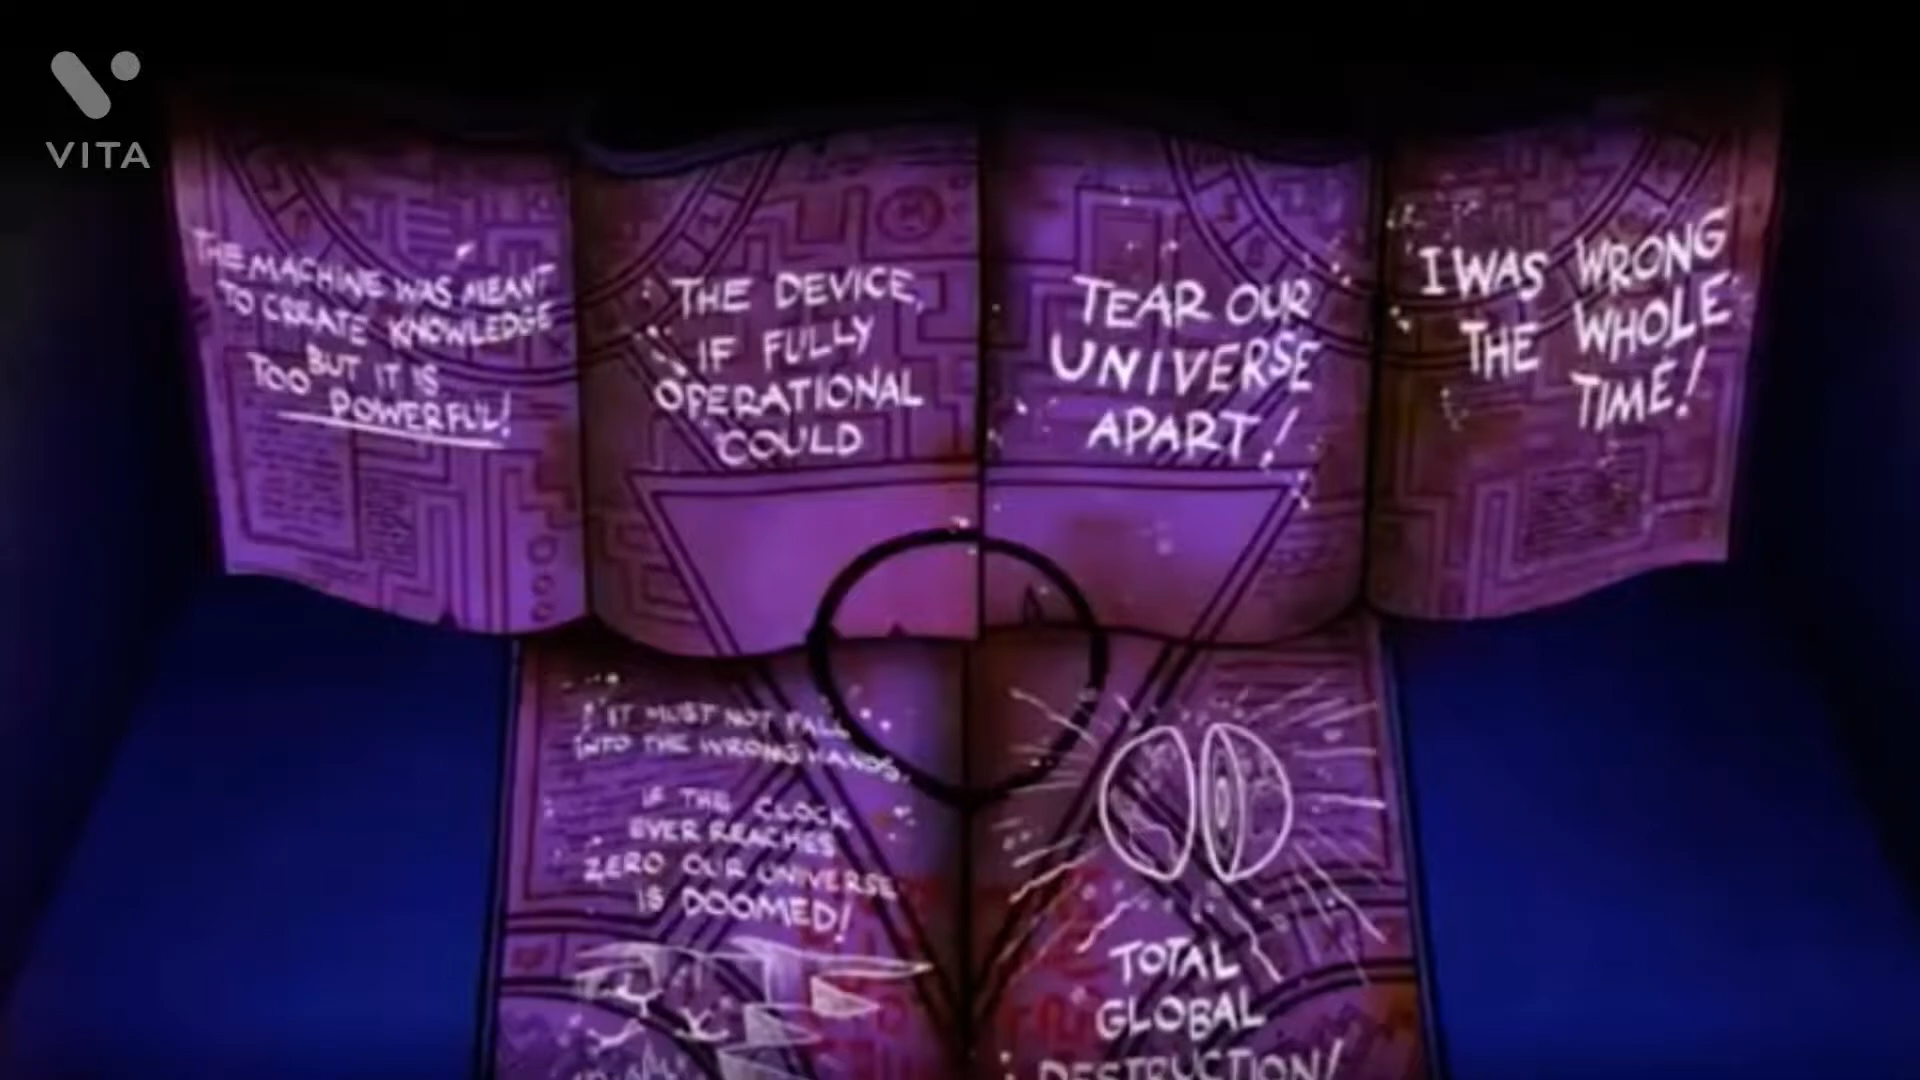 VITA
THE MACHINE WAS MEANT
TO CREATE KNOWLEDGE
BUT IT IS
TOO POWERFUL!
THE DEVICE,
IF FULLY
OPERATIONAL
COULD
TEAR OUR
UNIVERSE
APART!
I WAS WRONG
THE WHOLE
TIME!
IT MUST NOT FALL
INTO THE WRONG HANDS.
IF THE CLOCK
EVER REACHES
ZERO OUR UNIVERSE
IS DOOMED!
TOTAL
GLOBAL
DESTRUCTION!